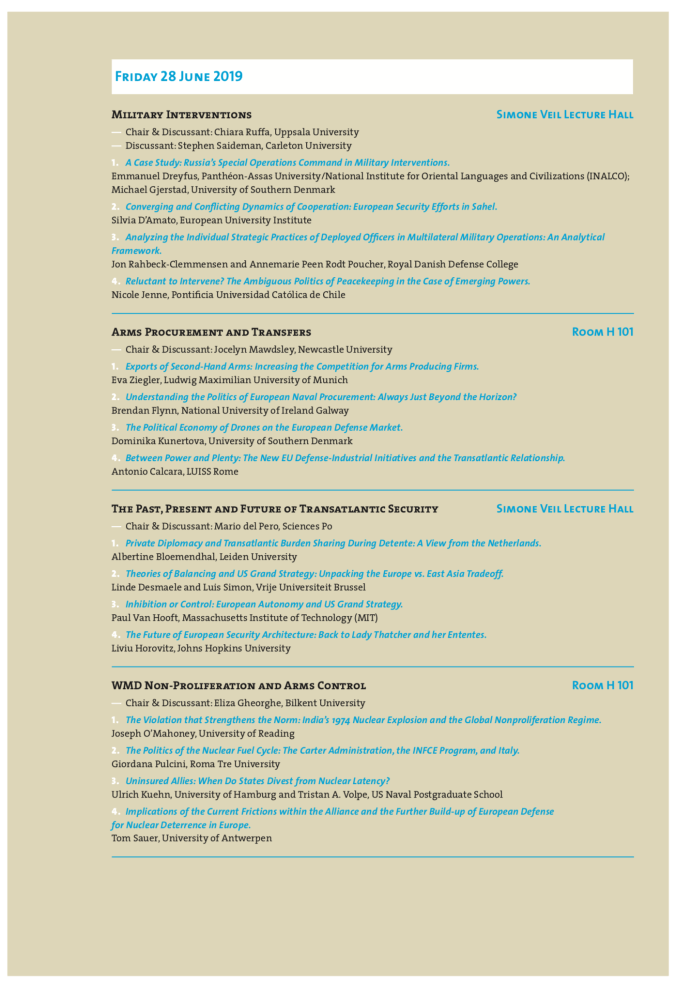 Friday 28 June 2019
Military Interventions Simone Veil Lecture Hall
— Chair & Discussant: Chiara Ruffa, Uppsala University
— Discussant: Stephen Saideman, Carleton University
1. A Case Study: Russia's Special Operations Command in Military Interventions.
Emmanuel Dreyfus, Panthéon-Assas University/National Institute for Oriental Languages and Civilizations (INALCO);
Michael Gjerstad, University of Southern Denmark
2. Converging and Conflicting Dynamics of Cooperation: European Security Efforts in Sahel.
Silvia D'Amato, European University Institute
3. Analyzing the Individual Strategic Practices of Deployed Officers in Multilateral Military Operations: An Analytical
Framework.
Jon Rahbeck-Clemmensen and Annemarie Peen Rodt Poucher, Royal Danish Defense College
4. Reluctant to Intervene? The Ambiguous Politics of Peacekeeping in the Case of Emerging Powers.
Nicole Jenne, Pontificia Universidad Católica de Chile
Arms Procurement and Transfers Room H 101
— Chair & Discussant: Jocelyn Mawdsley, Newcastle University
1. Exports of Second-Hand Arms: Increasing the Competition for Arms Producing Firms.
Eva Ziegler, Ludwig Maximilian University of Munich
2. Understanding the Politics of European Naval Procurement: Always Just Beyond the Horizon?
Brendan Flynn, National University of Ireland Galway
3. The Political Economy of Drones on the European Defense Market.
Dominika Kunertova, University of Southern Denmark
4. Between Power and Plenty: The New EU Defense-Industrial Initiatives and the Transatlantic Relationship.
Antonio Calcara, LUISS Rome
The Past, Present and Future of Transatlantic Security Simone Veil Lecture Hall
— Chair & Discussant: Mario del Pero, Sciences Po
1. Private Diplomacy and Transatlantic Burden Sharing During Detente: A View from the Netherlands.
Albertine Bloemendhal, Leiden University
2. Theories of Balancing and US Grand Strategy: Unpacking the Europe vs. East Asia Tradeoff.
Linde Desmaele and Luis Simon, Vrije Universiteit Brussel
3. Inhibition or Control: European Autonomy and US Grand Strategy.
Paul Van Hooft, Massachusetts Institute of Technology (MIT)
4. The Future of European Security Architecture: Back to Lady Thatcher and her Ententes.
Liviu Horovitz, Johns Hopkins University
WMD Non-Proliferation and Arms Control Room H 101
— Chair & Discussant: Eliza Gheorghe, Bilkent University
1. The Violation that Strengthens the Norm: India's 1974 Nuclear Explosion and the Global Nonproliferation Regime.
Joseph O'Mahoney, University of Reading
2. The Politics of the Nuclear Fuel Cycle: The Carter Administration, the INFCE Program, and Italy.
Giordana Pulcini, Roma Tre University
3. Uninsured Allies: When Do States Divest from Nuclear Latency?
Ulrich Kuehn, University of Hamburg and Tristan A. Volpe, US Naval Postgraduate School
4. Implications of the Current Frictions within the Alliance and the Further Build-up of European Defense
for Nuclear Deterrence in Europe.
Tom Sauer, University of Antwerpen